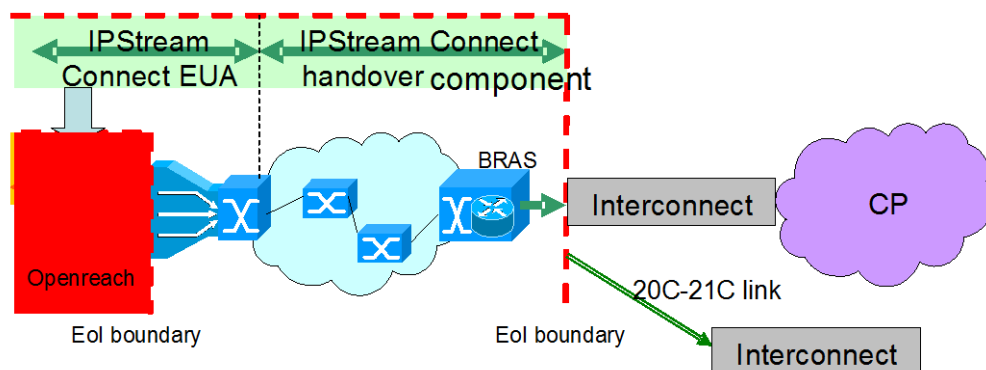 IPStream
Connect EUA
IPStream Connect
handover component
BRAS
Interconnect
CP
Openreach
20C-21C link
EoI boundary
EoI boundary
Interconnect